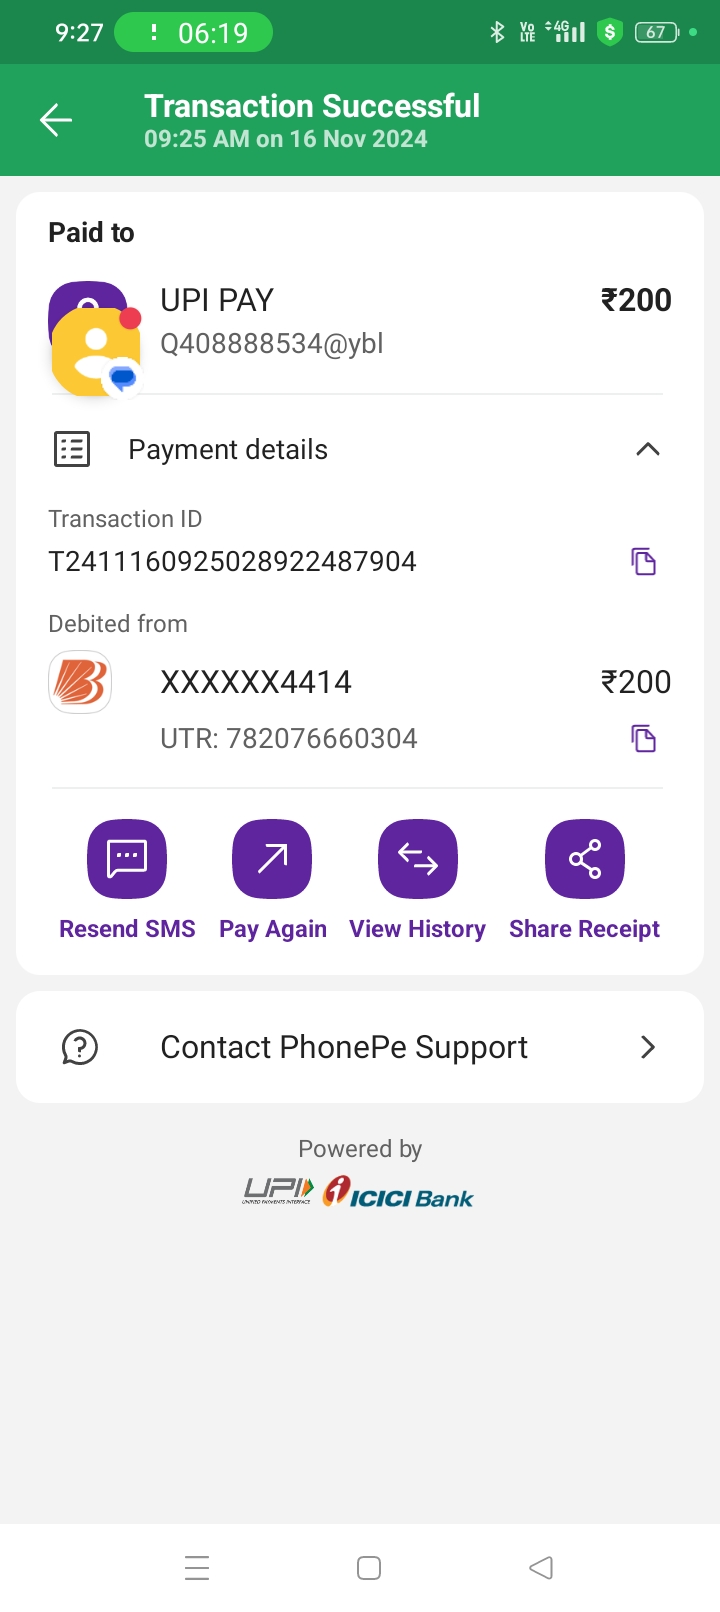 9:27
06:19
Vo
LTE
4G
67
Transaction Successful
09:25 AM on 16 Nov 2024
Paid to
UPI PAY
₹200
Q408888534@ybl
Payment details
Transaction ID
T2411160925028922487904
Debited from
XXXXXX4414
₹200
UTR: 782076660304
Resend SMS
Pay Again
View History
Share Receipt
Contact PhonePe Support
Powered by
UPI
UNIFIED PAYMENTS INTERFACE
ICICI Bank